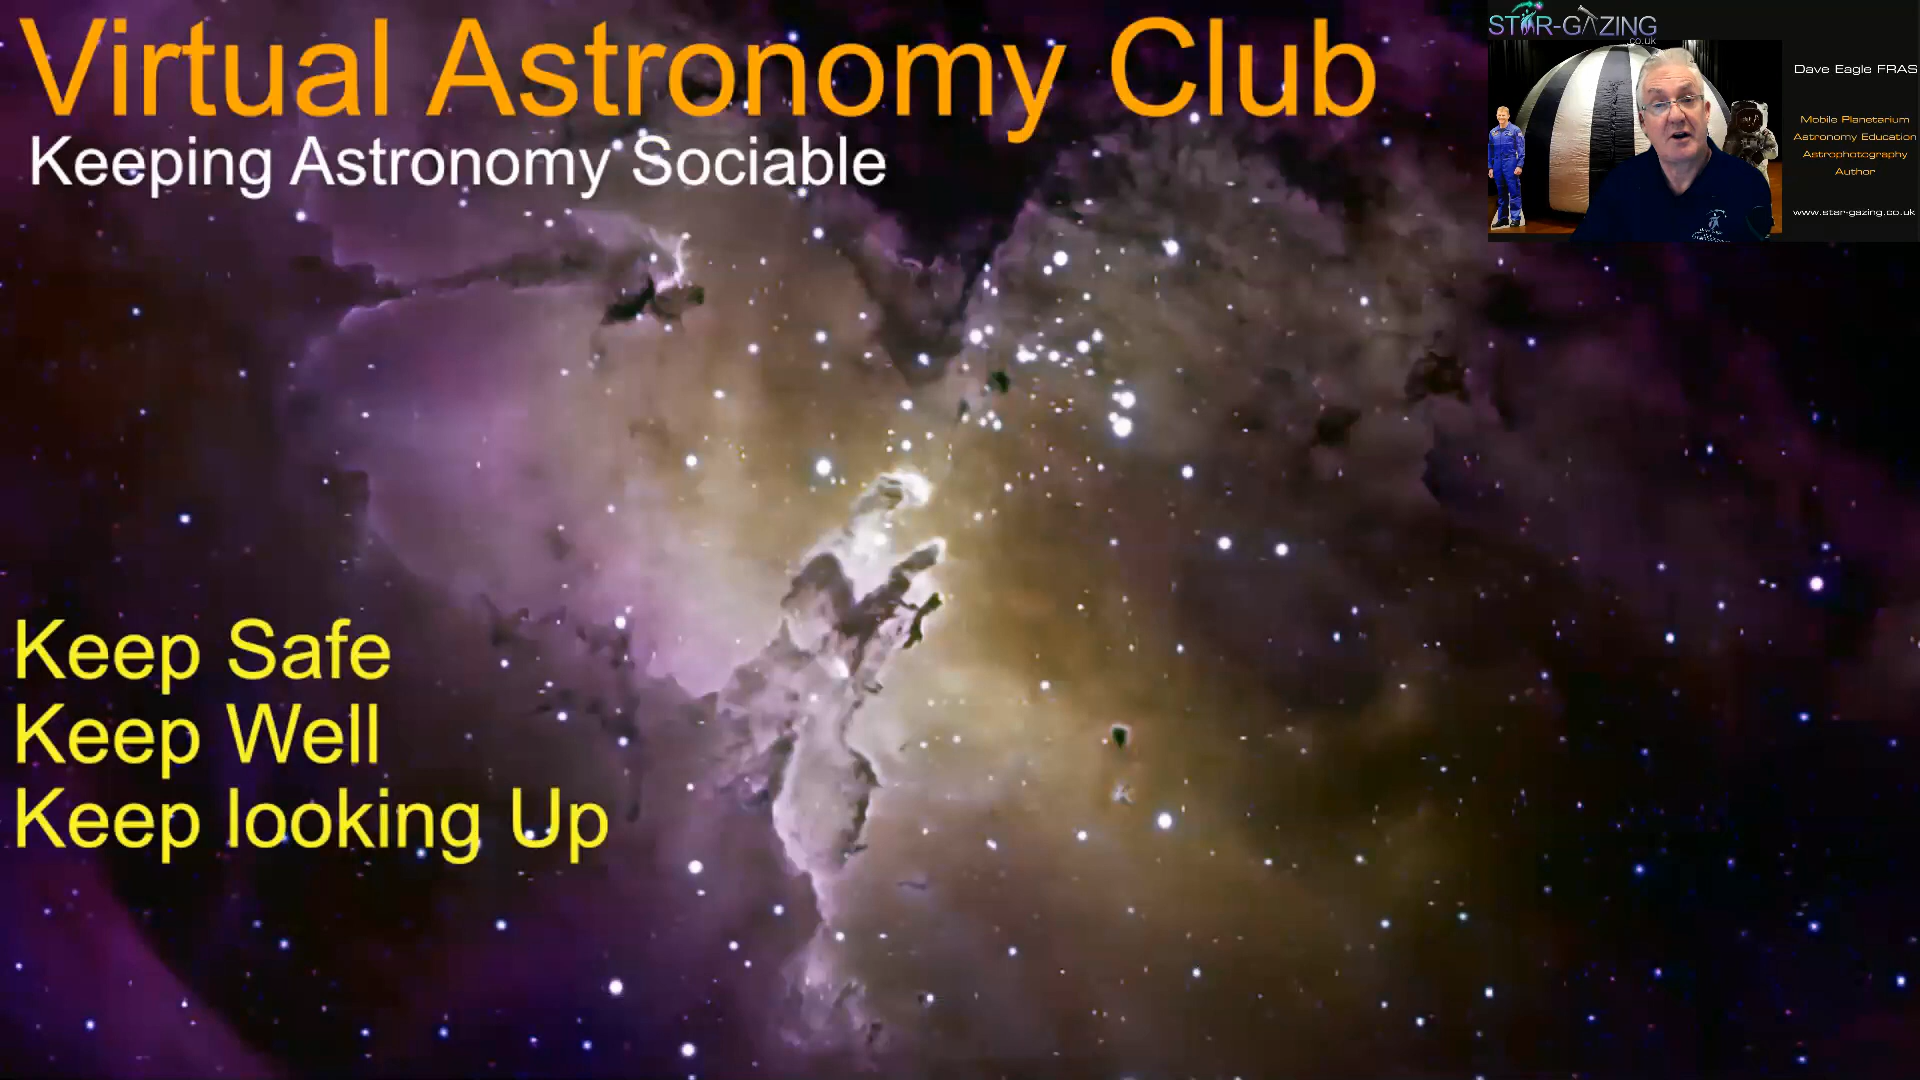 Virtual Astronomy Club
Keeping Astronomy Sociable
STAR-GAZING
.co.uk
Dave Eagle FRAS
Mobile Planetarium
Astronomy Education
Astrophotography
Author
www.star-gazing.co.uk
Keep Safe
Keep Well
Keep looking Up